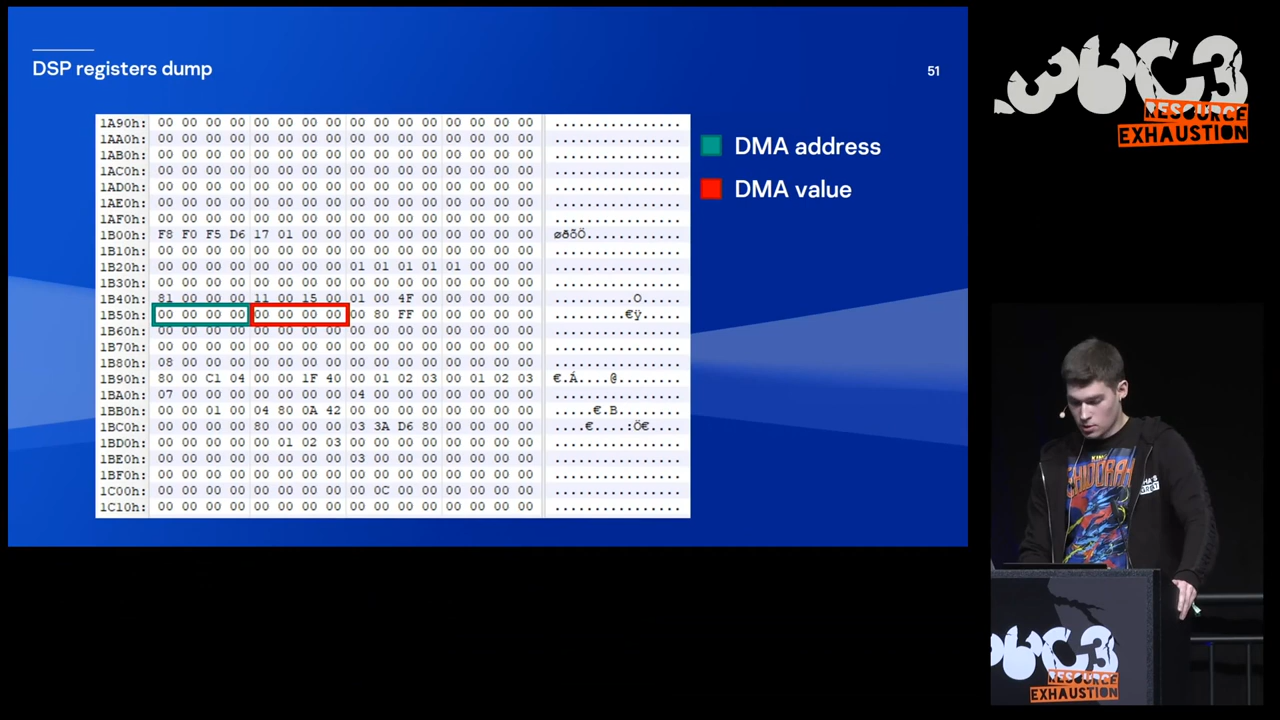 DSP registers dump
51
1A90h: 00 00 00 00 00 00 00 00 00 00 00 00 00 00 00 00 ................
1AA0h: 00 00 00 00 00 00 00 00 00 00 00 00 00 00 00 00 ................
1AB0h: 00 00 00 00 00 00 00 00 00 00 00 00 00 00 00 00 ................
1AC0h: 00 00 00 00 00 00 00 00 00 00 00 00 00 00 00 00 ................
1AD0h: 00 00 00 00 00 00 00 00 00 00 00 00 00 00 00 00 ................
1AE0h: 00 00 00 00 00 00 00 00 00 00 00 00 00 00 00 00 ................
1AF0h: 00 00 00 00 00 00 00 00 00 00 00 00 00 00 00 00 ................
1B00h: F8 F0 F5 D6 17 01 00 00 00 00 00 00 00 00 00 00 øðõÖ............
1B10h: 00 00 00 00 00 00 00 00 00 00 00 00 00 00 00 00 ................
1B20h: 00 00 00 00 00 00 00 00 01 01 01 01 01 00 00 00 ................
1B30h: 00 00 00 00 00 00 00 00 00 00 00 00 00 00 00 00 ................
1B40h: 81 00 00 00 11 00 15 00 01 00 4F 00 00 00 00 00 ..........O.....
1B50h: 00 00 00 00 00 00 00 00 00 80 FF 00 00 00 00 00 .........€ÿ.....
1B60h: 00 00 00 00 00 00 00 00 00 00 00 00 00 00 00 00 ................
1B70h: 00 00 00 00 00 00 00 00 00 00 00 00 00 00 00 00 ................
1B80h: 08 00 00 00 00 00 00 00 00 00 00 00 00 00 00 00 ................
1B90h: 80 00 C1 04 00 00 1F 40 00 01 02 03 00 01 02 03 €.Á....@........
1BA0h: 07 00 00 00 00 00 00 00 04 00 00 00 00 00 00 00 ................
1BB0h: 00 00 01 00 04 80 0A 42 00 00 00 00 00 00 00 00 .....€.B........
1BC0h: 00 00 00 00 80 00 00 00 03 3A D6 80 00 00 00 00 ....€....:Ö€....
1BD0h: 00 00 00 00 00 01 02 03 00 00 00 00 00 00 00 00 ................
1BE0h: 00 00 00 00 00 00 00 00 03 00 00 00 00 00 00 00 ................
1BF0h: 00 00 00 00 00 00 00 00 00 00 00 00 00 00 00 00 ................
1C00h: 00 00 00 00 00 00 00 00 00 0C 00 00 00 00 00 00 ................
1C10h: 00 00 00 00 00 00 00 00 00 00 00 00 00 00 00 00 ................
DMA address
DMA value
36C3
RESOURCE
EXHAUSTION
KING
GHIDORAH
36C3
RESOURCE
EXHAUSTION